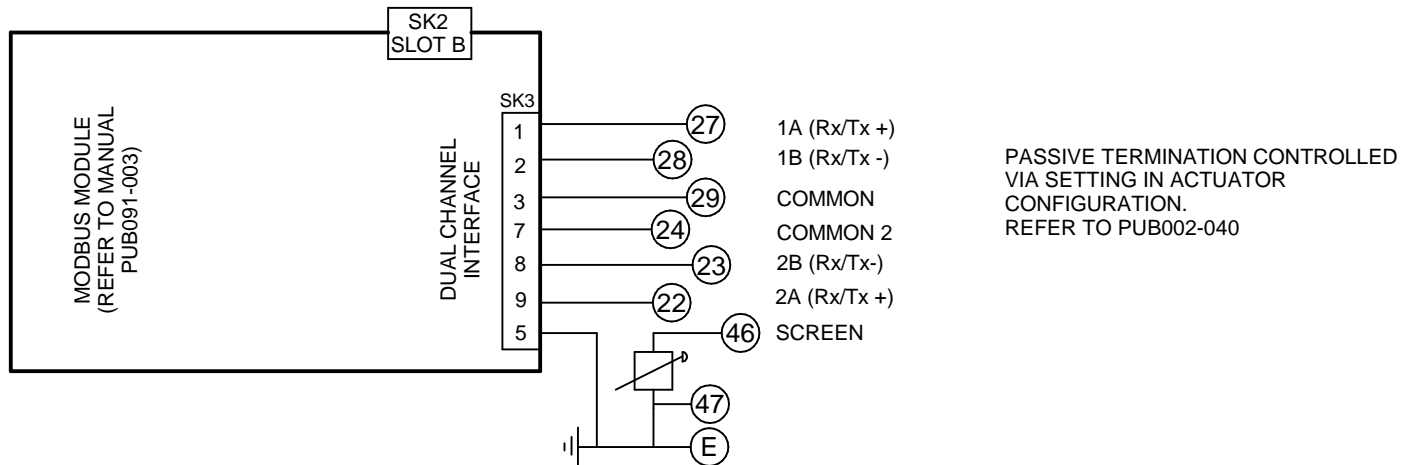 SK2
SLOT B
MODBUS MODULE
(REFER TO MANUAL
PUB091-003)
DUAL CHANNEL
INTERFACE
SK3
1
27
1A (Rx/Tx +)
2
28
1B (Rx/Tx -)
3
29
COMMON
7
24
COMMON 2
8
23
2B (Rx/Tx-)
9
22
2A (Rx/Tx +)
5
46
SCREEN
47
E
PASSIVE TERMINATION CONTROLLED
VIA SETTING IN ACTUATOR
CONFIGURATION.
REFER TO PUB002-040